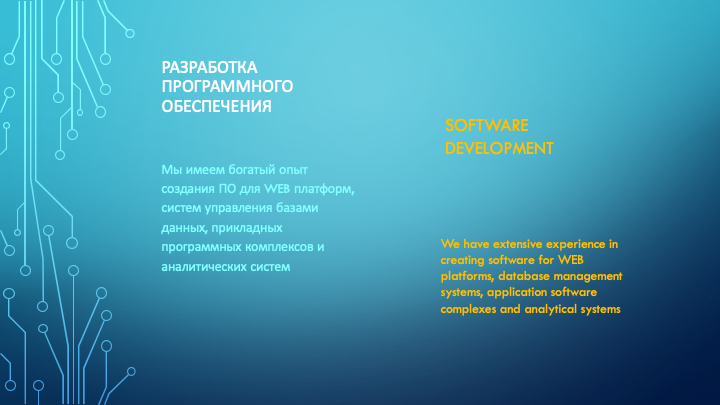 РАЗРАБОТКА
ПРОГРАММНОГО
ОБЕСПЕЧЕНИЯ
Мы имеем богатый опыт
создания ПО для WEB платформ,
систем управления базами
данных, прикладных
программных комплексов и
аналитических систем
SOFTWARE
DEVELOPMENT
We have extensive experience in
creating software for WEB
platforms, database management
systems, application software
complexes and analytical systems